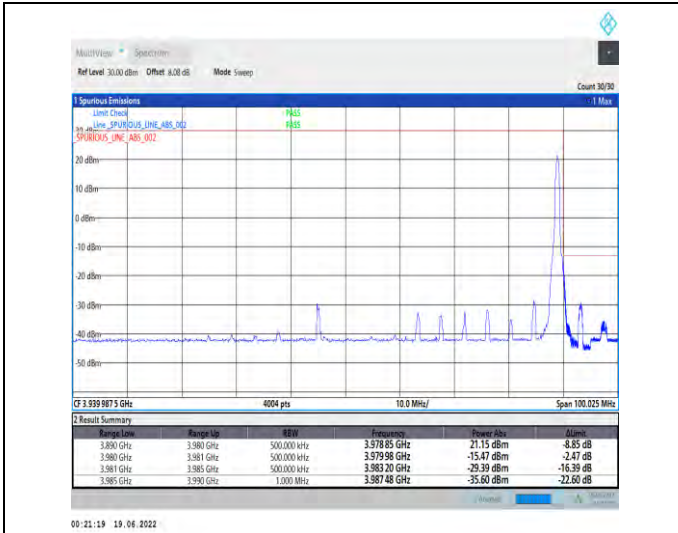 MultiView Spectrum
Ref Level 30.00 dBm Offset 8.08 dB Mode Sweep
Count 30/30
1 Spurious Emissions 1 Max
Limit Check PASS
Line _SPURIOUS_LINE_ABS_002 PASS
_SPURIOUS_LINE_ABS_002
20 dBm
10 dBm
0 dBm
-10 dBm
-20 dBm
-30 dBm
-40 dBm
-50 dBm
CF 3.939 987 5 GHz 4004 pts 10.0 MHz/ Span 100.025 MHz
2 Result Summary
Range Low Range Up RBW Frequency Power Abs ΔLimit
3.890 GHz 3.980 GHz 500.000 kHz 3.978 85 GHz 21.15 dBm -8.85 dB
3.980 GHz 3.981 GHz 500.000 kHz 3.979 98 GHz -15.47 dBm -2.47 dB
3.981 GHz 3.985 GHz 500.000 kHz 3.983 20 GHz -29.39 dBm -16.39 dB
3.985 GHz 3.990 GHz 1.000 MHz 3.987 48 GHz -35.60 dBm -22.60 dB
00:21:19 19.06.2022